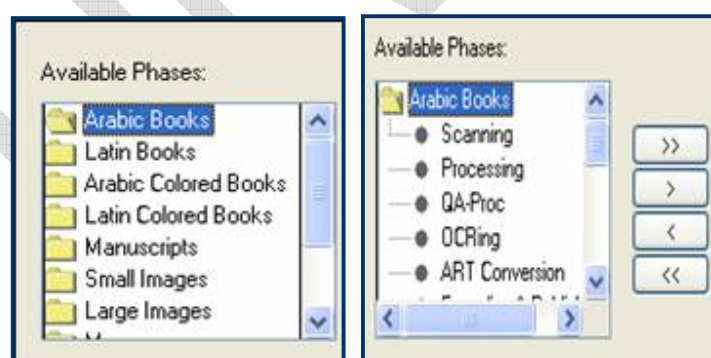 Available Phases:
Arabic Books
Latin Books
Arabic Colored Books
Latin Colored Books
Manuscripts
Small Images
Large Images
Available Phases:
Arabic Books
Scanning
Processing
QA-Proc
OCRing
ART Conversion
>>
>
<
<<